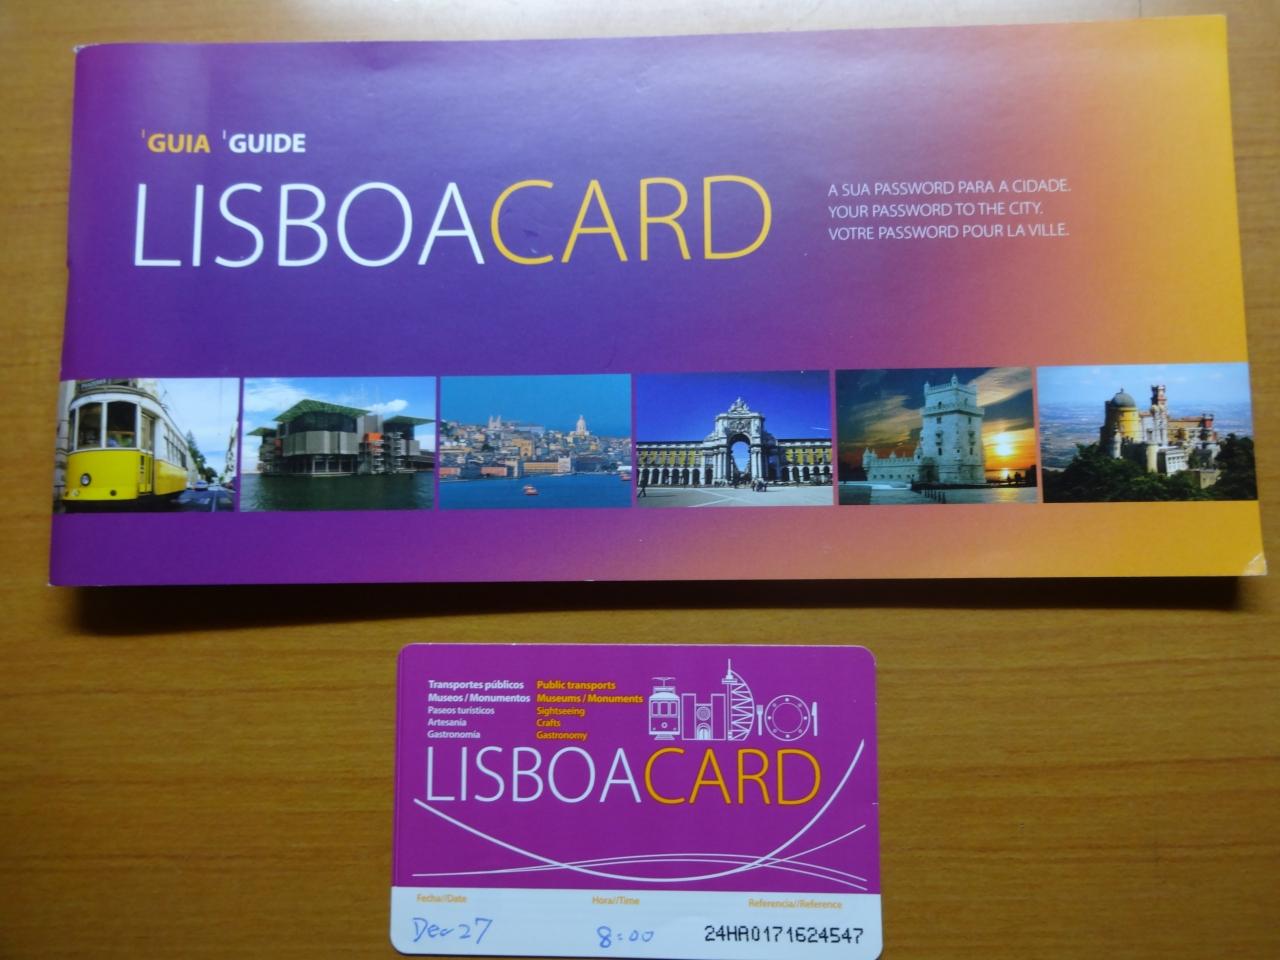 'GUIA 'GUIDE
LISBOACARD
A SUA PASSWORD PARA A CIDADE.
YOUR PASSWORD TO THE CITY.
VOTRE PASSWORD POUR LA VILLE.
Transportes públicos Public transports
Museos / Monumentos Museums / Monuments
Paseos turísticos Sightseeing
Artesanía Crafts
Gastronomía Gastronomy
LISBOACARD
Fecha//Date Hora//Time Referencia//Reference
Dec 27 8:00 24HA0171624547